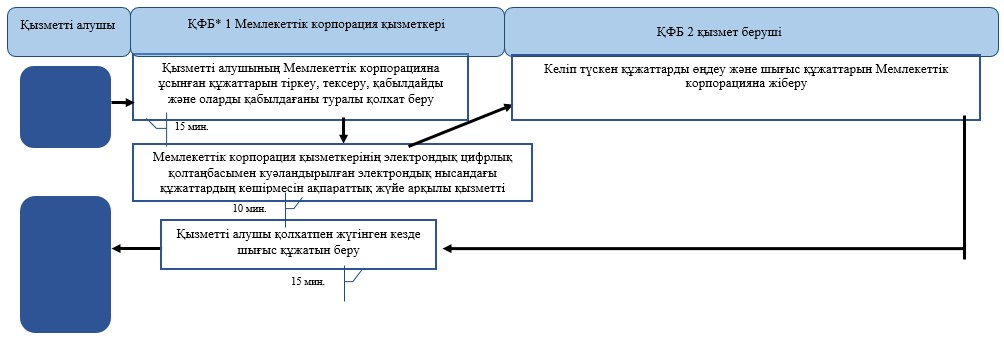 Қызметті алушы
ҚФБ* 1 Мемлекеттік корпорация қызметкері
ҚФБ 2 қызмет беруші
Қызметті алушының Мемлекеттік корпорацияна
ұсынған құжаттарын тіркеу, тексеру, қабылдайды
және оларды қабылдағаны туралы қолхат беру
Келіп түскен құжаттарды өңдеу және шығыс құжаттарын Мемлекеттік
корпорацияна жіберу
15 мин.
Мемлекеттік корпорация қызметкерінің электрондық цифрлық
қолтаңбасымен куәландырылған электрондық нысандағы
құжаттардың көшірмесін ақпараттық жүйе арқылы қызметті
10 мин.
Қызметті алушы қолхатпен жүгінген кезде
шығыс құжатын беру
15 мин.